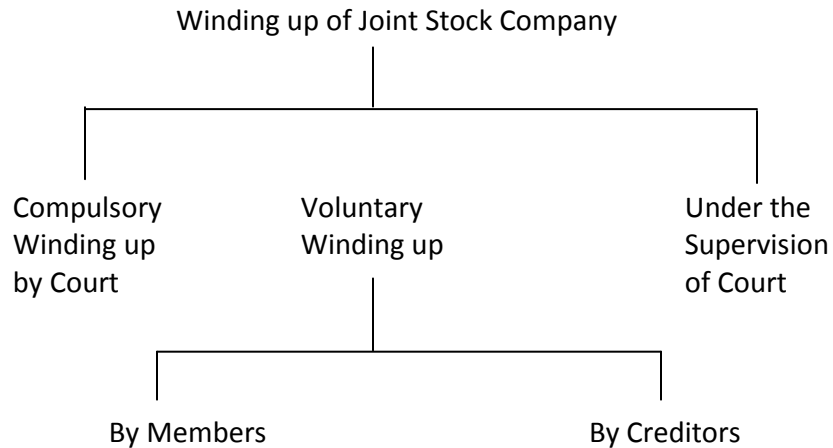 Winding up of Joint Stock Company
Compulsory
Winding up
by Court
Voluntary
Winding up
Under the
Supervision
of Court
By Members
By Creditors